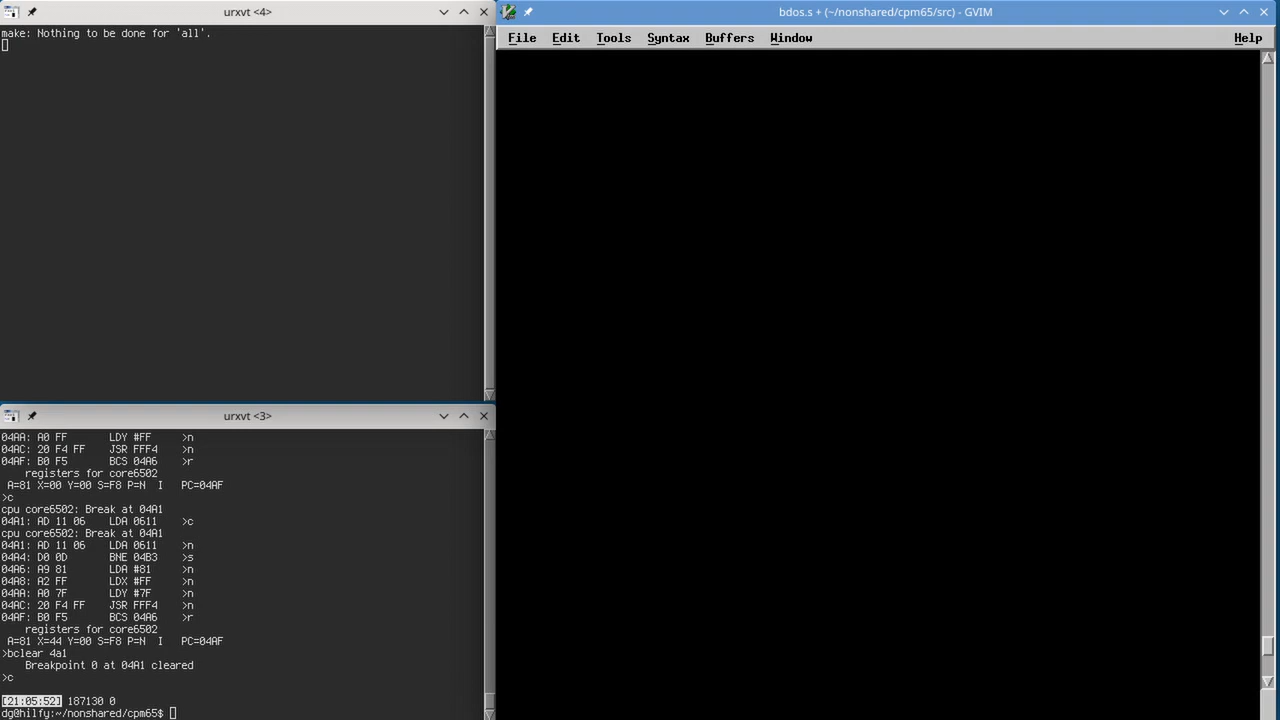 urxvt <4>
make: Nothing to be done for 'all'.
bdos.s + (~/nonshared/cpm65/src) - GVIM
File Edit Tools Syntax Buffers Window Help
urxvt <3>
04AA: A0 FF LDY #FF >n
04AC: 20 F4 FF JSR FFF4 >n
04AF: B0 F5 BCS 04A6 >r
registers for core6502
A=81 X=00 Y=00 S=F8 P=N I PC=04AF
>c
cpu core6502: Break at 04A1
04A1: AD 11 06 LDA 0611 >c
cpu core6502: Break at 04A1
04A1: AD 11 06 LDA 0611 >n
04A4: D0 0D BNE 04B3 >s
04A6: A9 81 LDA #81 >n
04A8: A2 FF LDX #FF >n
04AA: A0 7F LDY #7F >n
04AC: 20 F4 FF JSR FFF4 >n
04AF: B0 F5 BCS 04A6 >r
registers for core6502
A=81 X=44 Y=00 S=F8 P=N I PC=04AF
>bclear 4a1
Breakpoint 0 at 04A1 cleared
>c
[21:05:52] 187130 0
dg@hilfy:~/nonshared/cpm65$